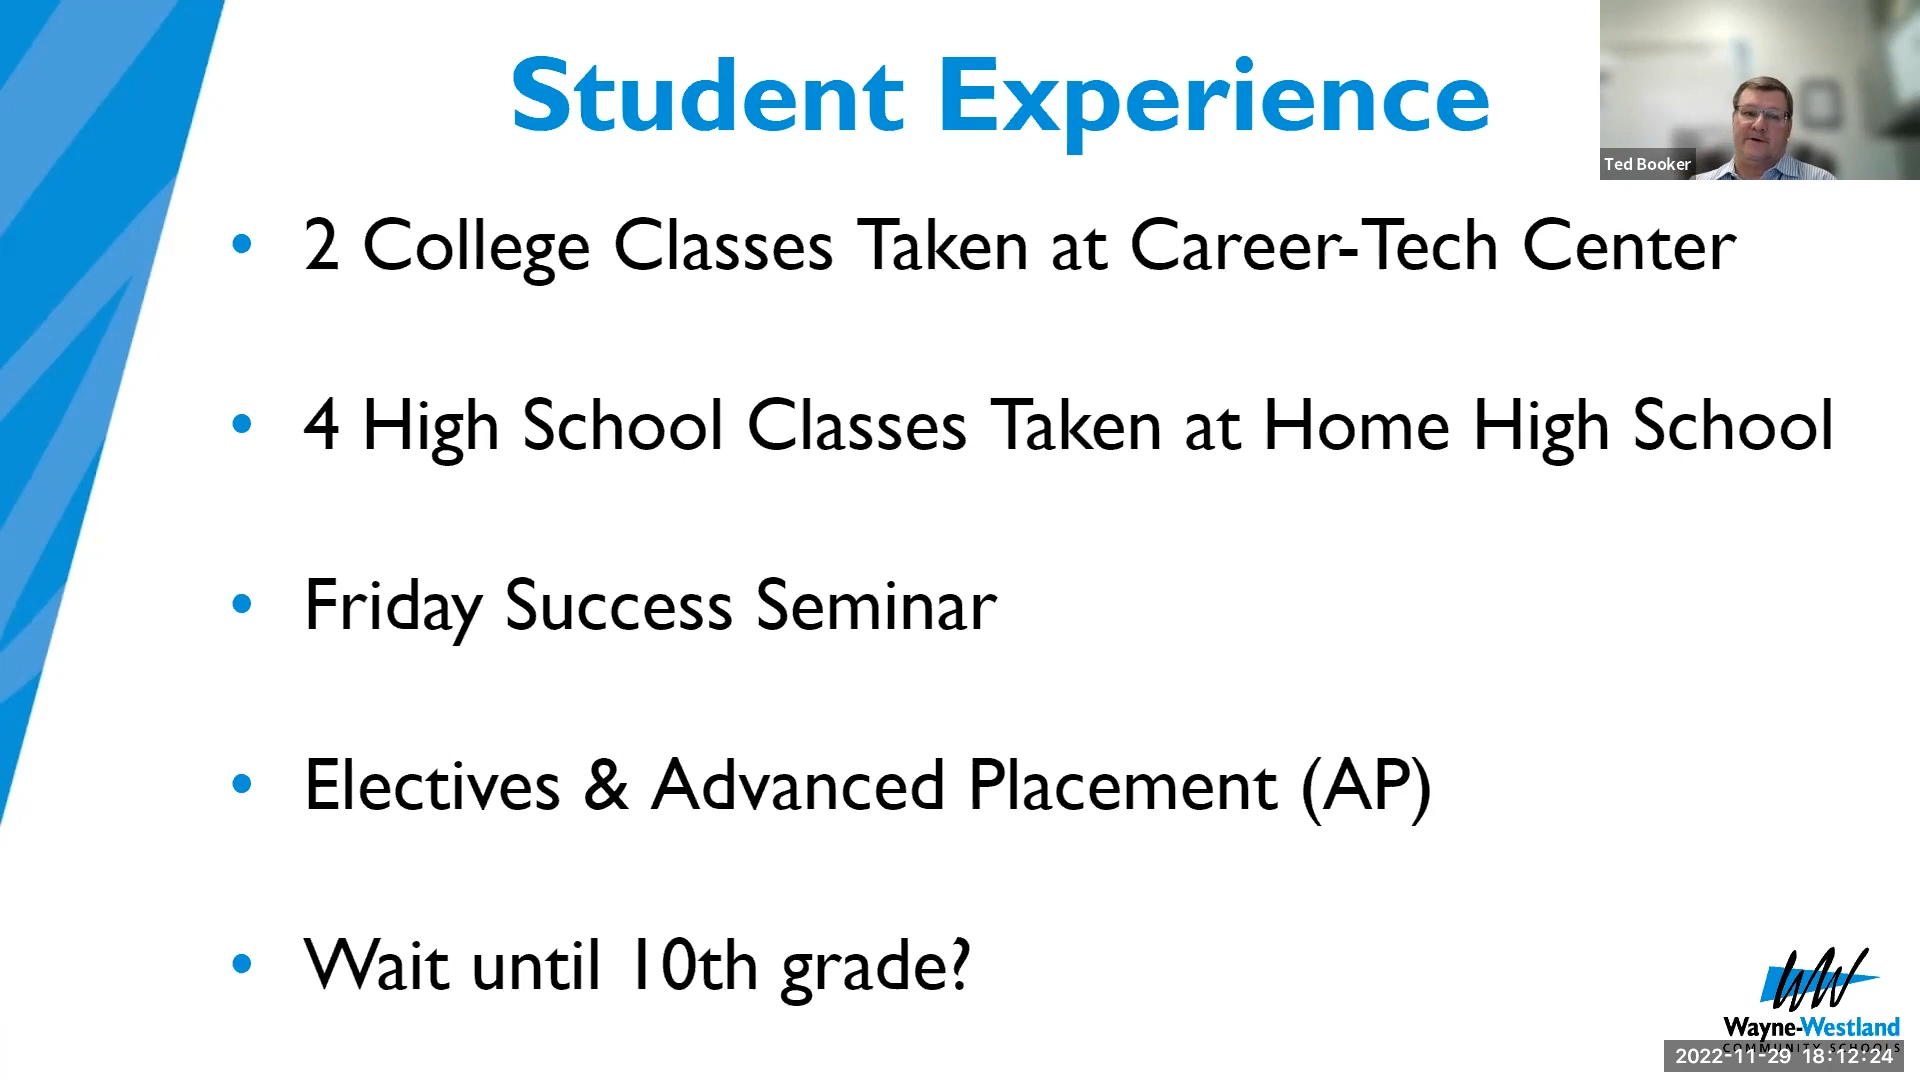 Student Experience
Ted Booker
• 2 College Classes Taken at Career-Tech Center
• 4 High School Classes Taken at Home High School
• Friday Success Seminar
• Electives & Advanced Placement (AP)
• Wait until 10th grade?
WW
Wayne-Westland
COMMUNITY SCHOOLS
2022-11-29 18:12:24